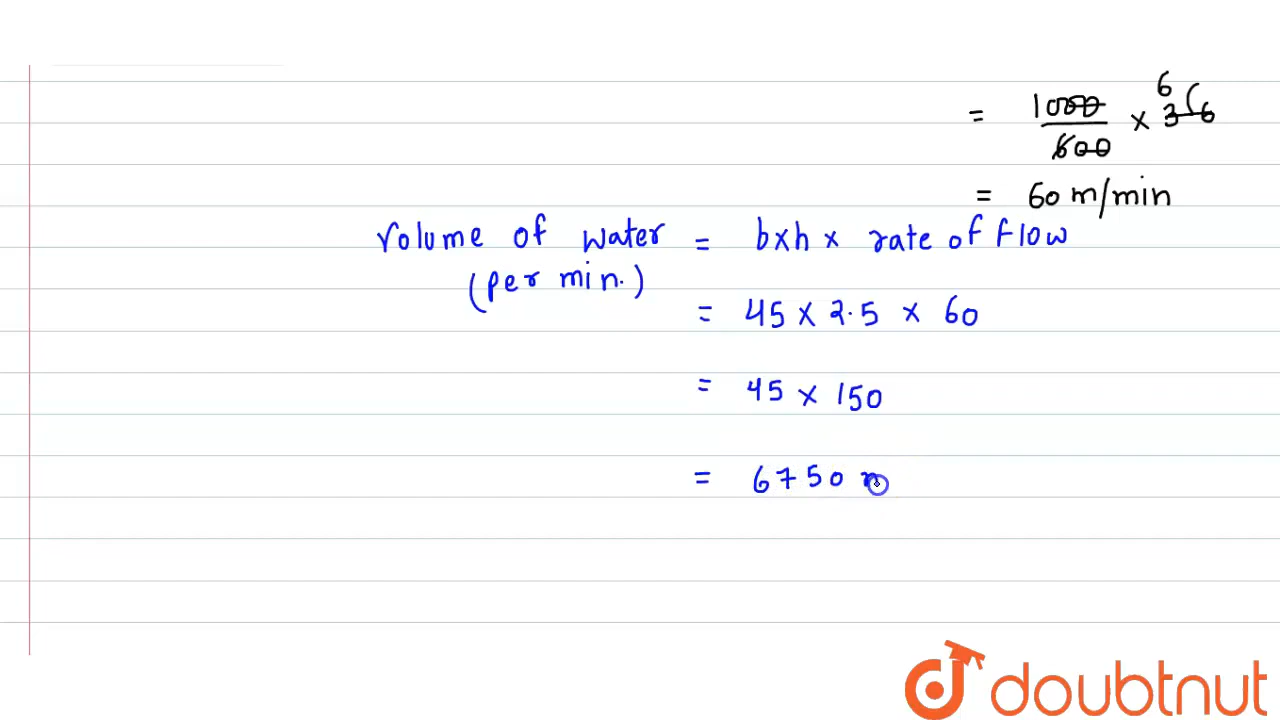 = 1000/600 × 36 6
= 60 m/min
Volume of water = b×h × rate of flow
(per min.)
= 45 × 2.5 × 60
= 45 × 150
= 6750 m
doubtnut